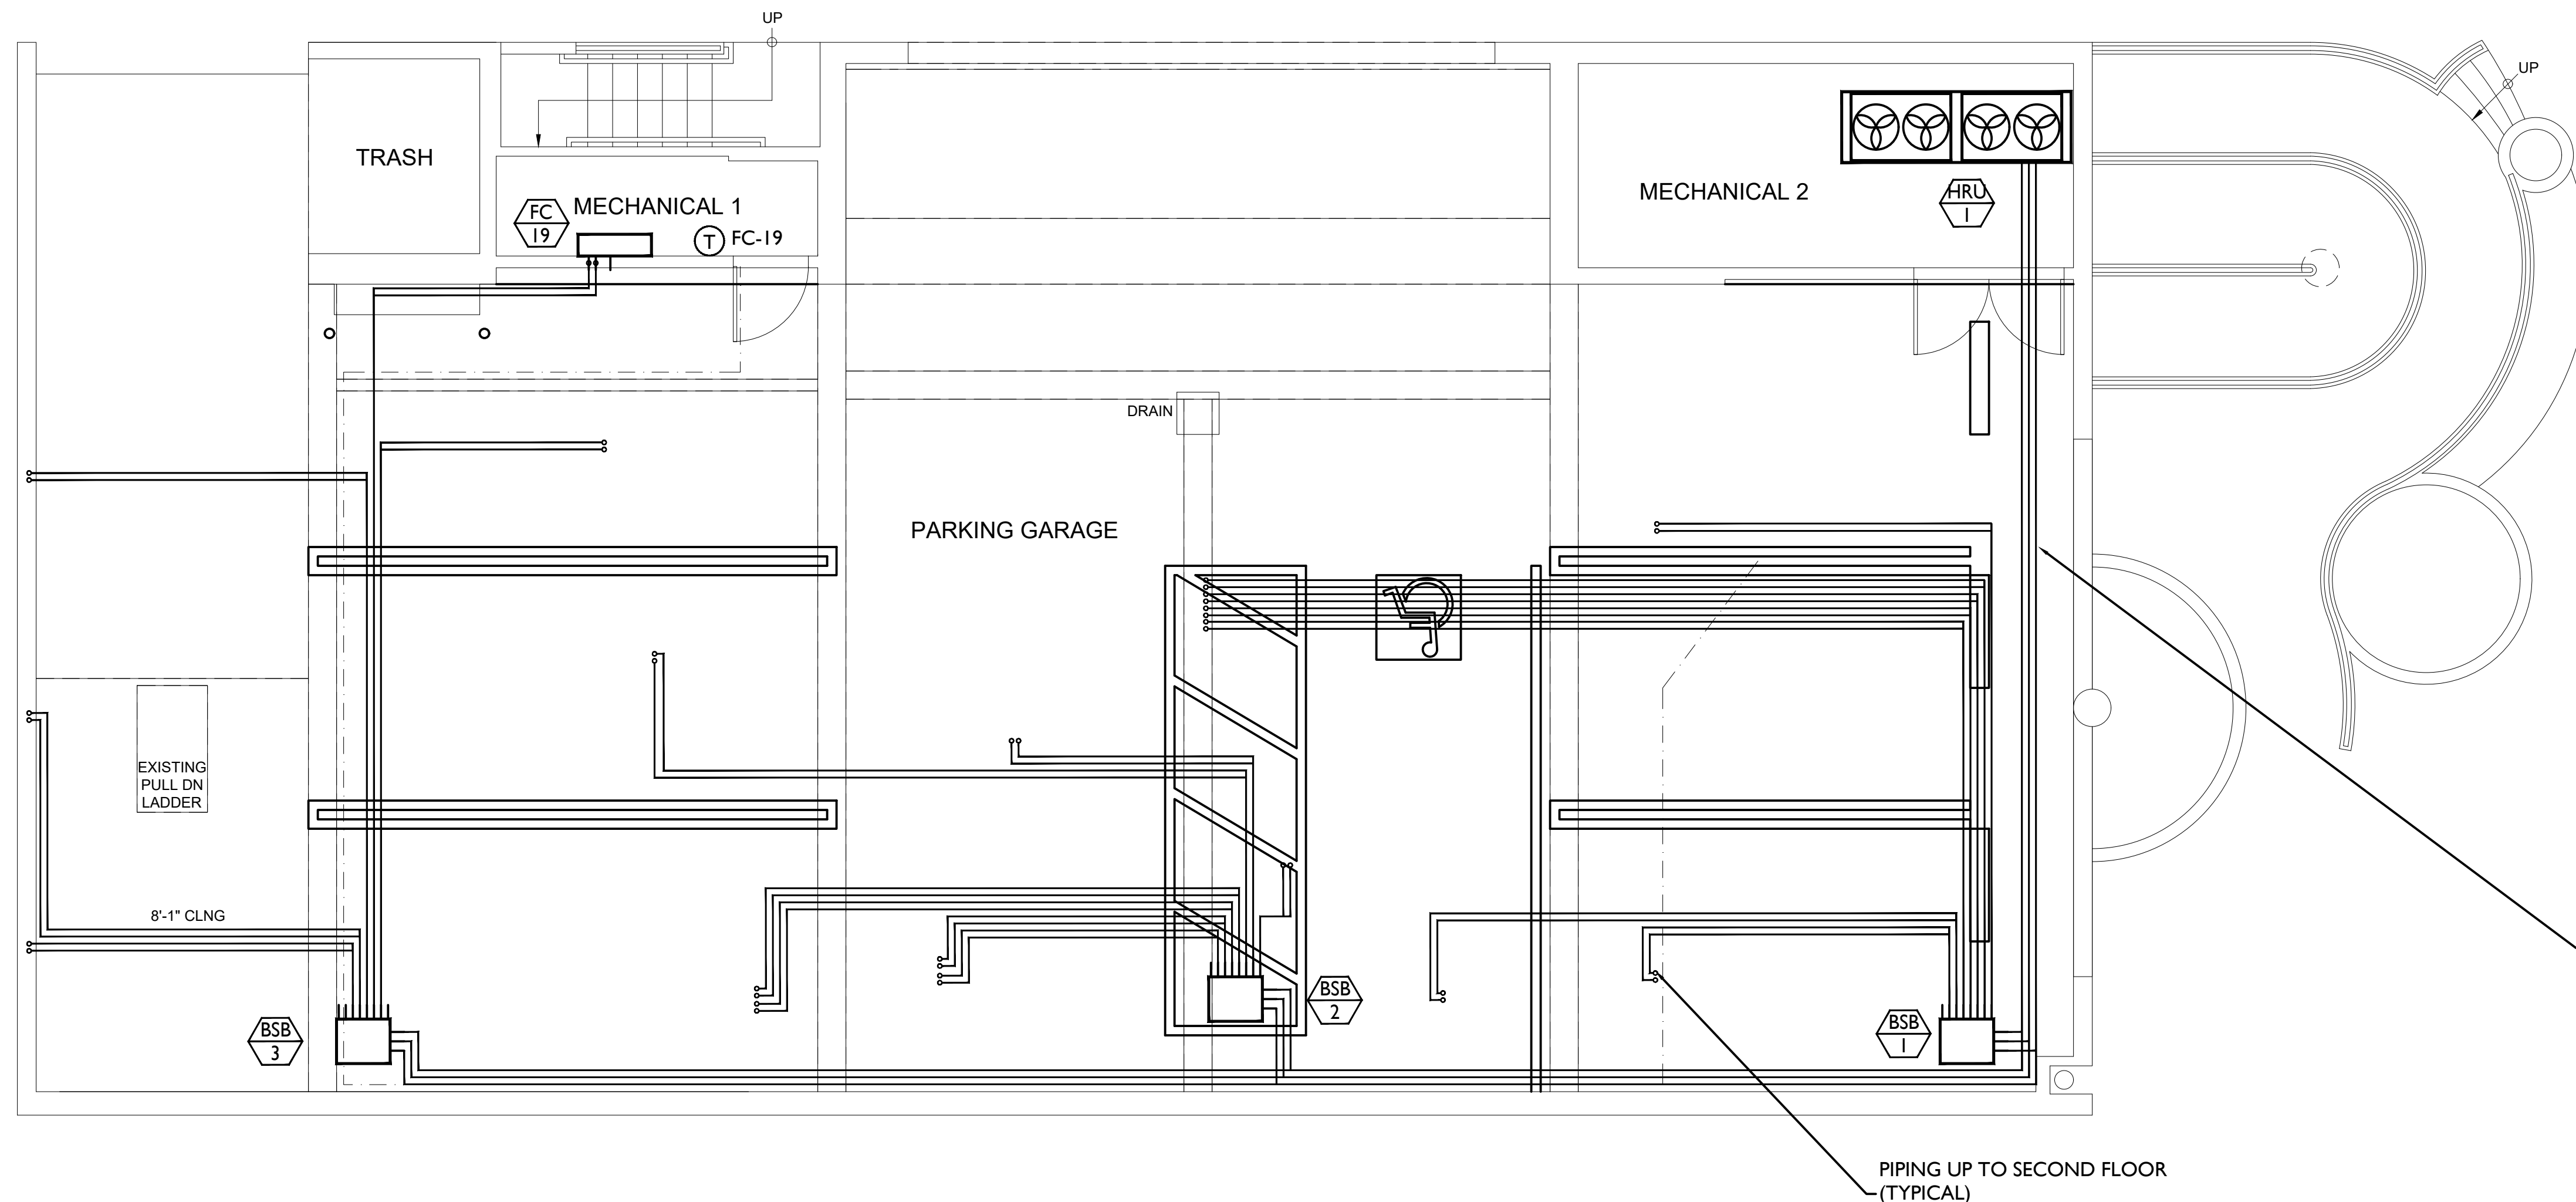 UP
UP
TRASH
MECHANICAL 1
FC
19
T
FC-19
MECHANICAL 2
HRU
1
DRAIN
PARKING GARAGE
EXISTING
PULL DN
LADDER
8'-1" CLNG
BSB
3
BSB
2
BSB
1
PIPING UP TO SECOND FLOOR
(TYPICAL)